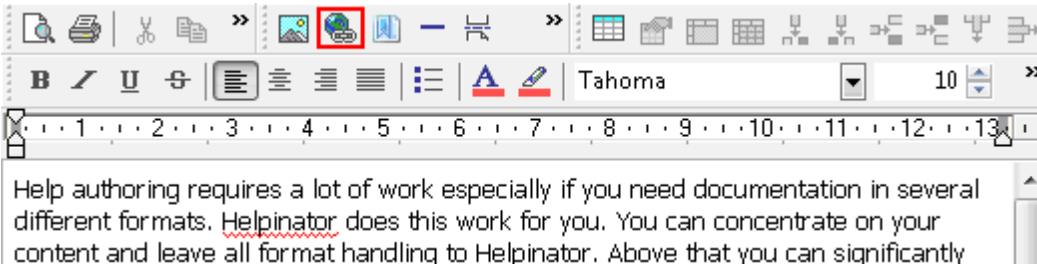 B I U S A Tahoma 10
1 2 3 4 5 6 7 8 9 10 11 12 13
Help authoring requires a lot of work especially if you need documentation in several
different formats. Helpinator does this work for you. You can concentrate on your
content and leave all format handling to Helpinator. Above that you can significantly